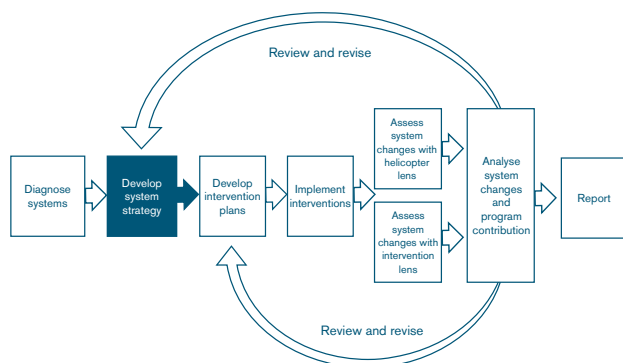 Review and revise
Diagnose
systems
Develop
system
strategy
Develop
intervention
plans
Implement
interventions
Assess
system
changes with
helicopter
lens
Assess
system
changes with
intervention
lens
Analyse
system
changes
and
program
contribution
Report
Review and revise